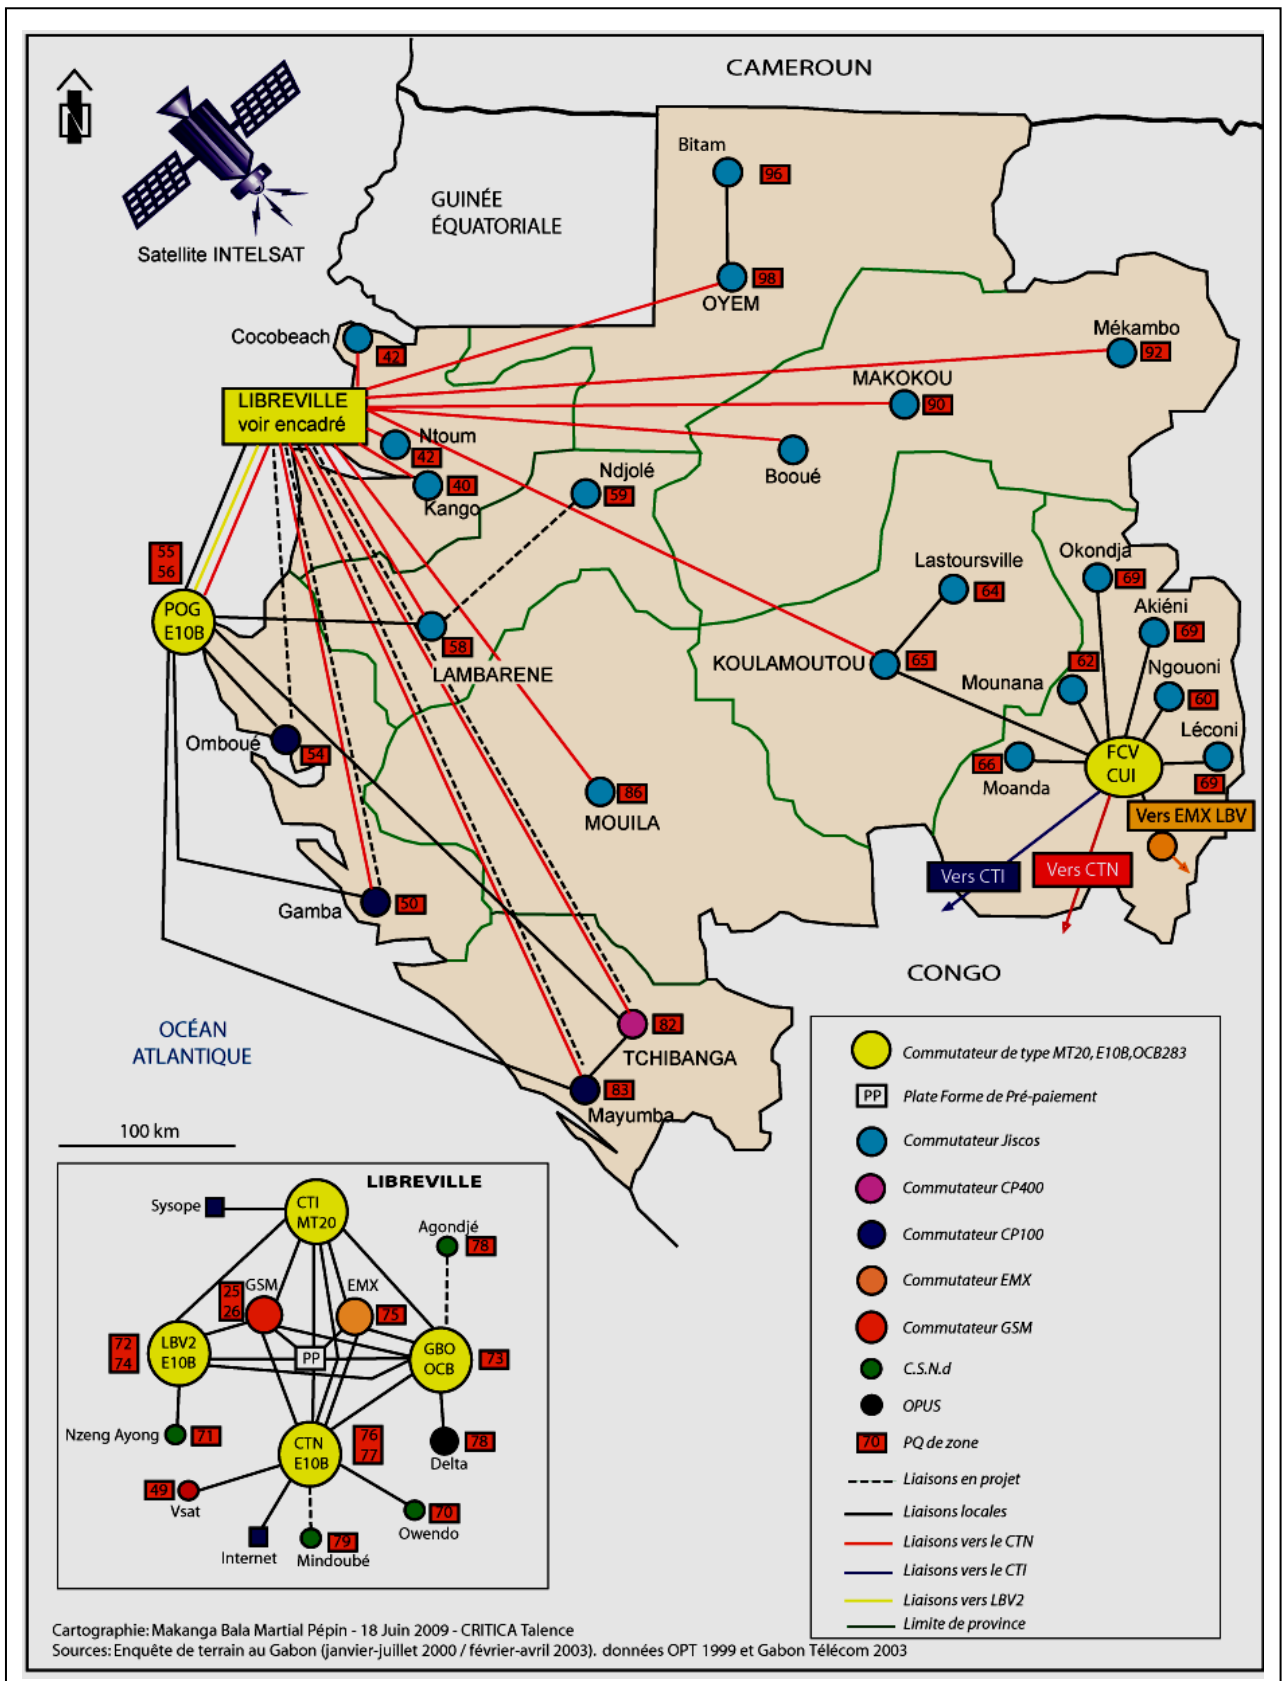 CAMEROUN
N
Satellite INTELSAT
GUINÉE
ÉQUATORIALE
Bitam
96
98
OYEM
Cocobeach
42
Mékambo
92
MAKOKOU
90
LIBREVILLE
voir encadré
Ntoum
42
Booué
Kango
40
Ndjolé
59
55
56
POG
E10B
Lastoursville
64
Okondja
69
Akiéni
69
58
LAMBARENE
KOULAMOUTOU
65
62
Mounana
Ngouoni
60
Omboué
54
66
Moanda
FCV
CUI
Léconi
69
86
MOUILA
Vers EMX LBV
Vers CTI
Vers CTN
Gamba
50
CONGO
OCÉAN
ATLANTIQUE
82
TCHIBANGA
83
Mayumba
100 km
Commutateur de type MT20, E10B,OCB283
PP
Plate Forme de Pré-paiement
Commutateur Jiscos
Commutateur CP400
Commutateur CP100
Commutateur EMX
Commutateur GSM
C.S.N.d
OPUS
70
PQ de zone
Liaisons en projet
Liaisons locales
Liaisons vers le CTN
Liaisons vers le CTI
Liaisons vers LBV2
Limite de province
LIBREVILLE
Sysope
CTI
MT20
Agondjé
78
25
26
GSM
EMX
75
72
74
LBV2
E10B
PP
GBO
OCB
73
Nzeng Ayong
71
CTN
E10B
76
77
Delta
78
49
Vsat
Owendo
70
Internet
Mindoubé
79
Cartographie: Makanga Bala Martial Pépin - 18 Juin 2009 - CRITICA Talence
Sources: Enquête de terrain au Gabon (janvier-juillet 2000 / février-avril 2003). données OPT 1999 et Gabon Télécom 2003